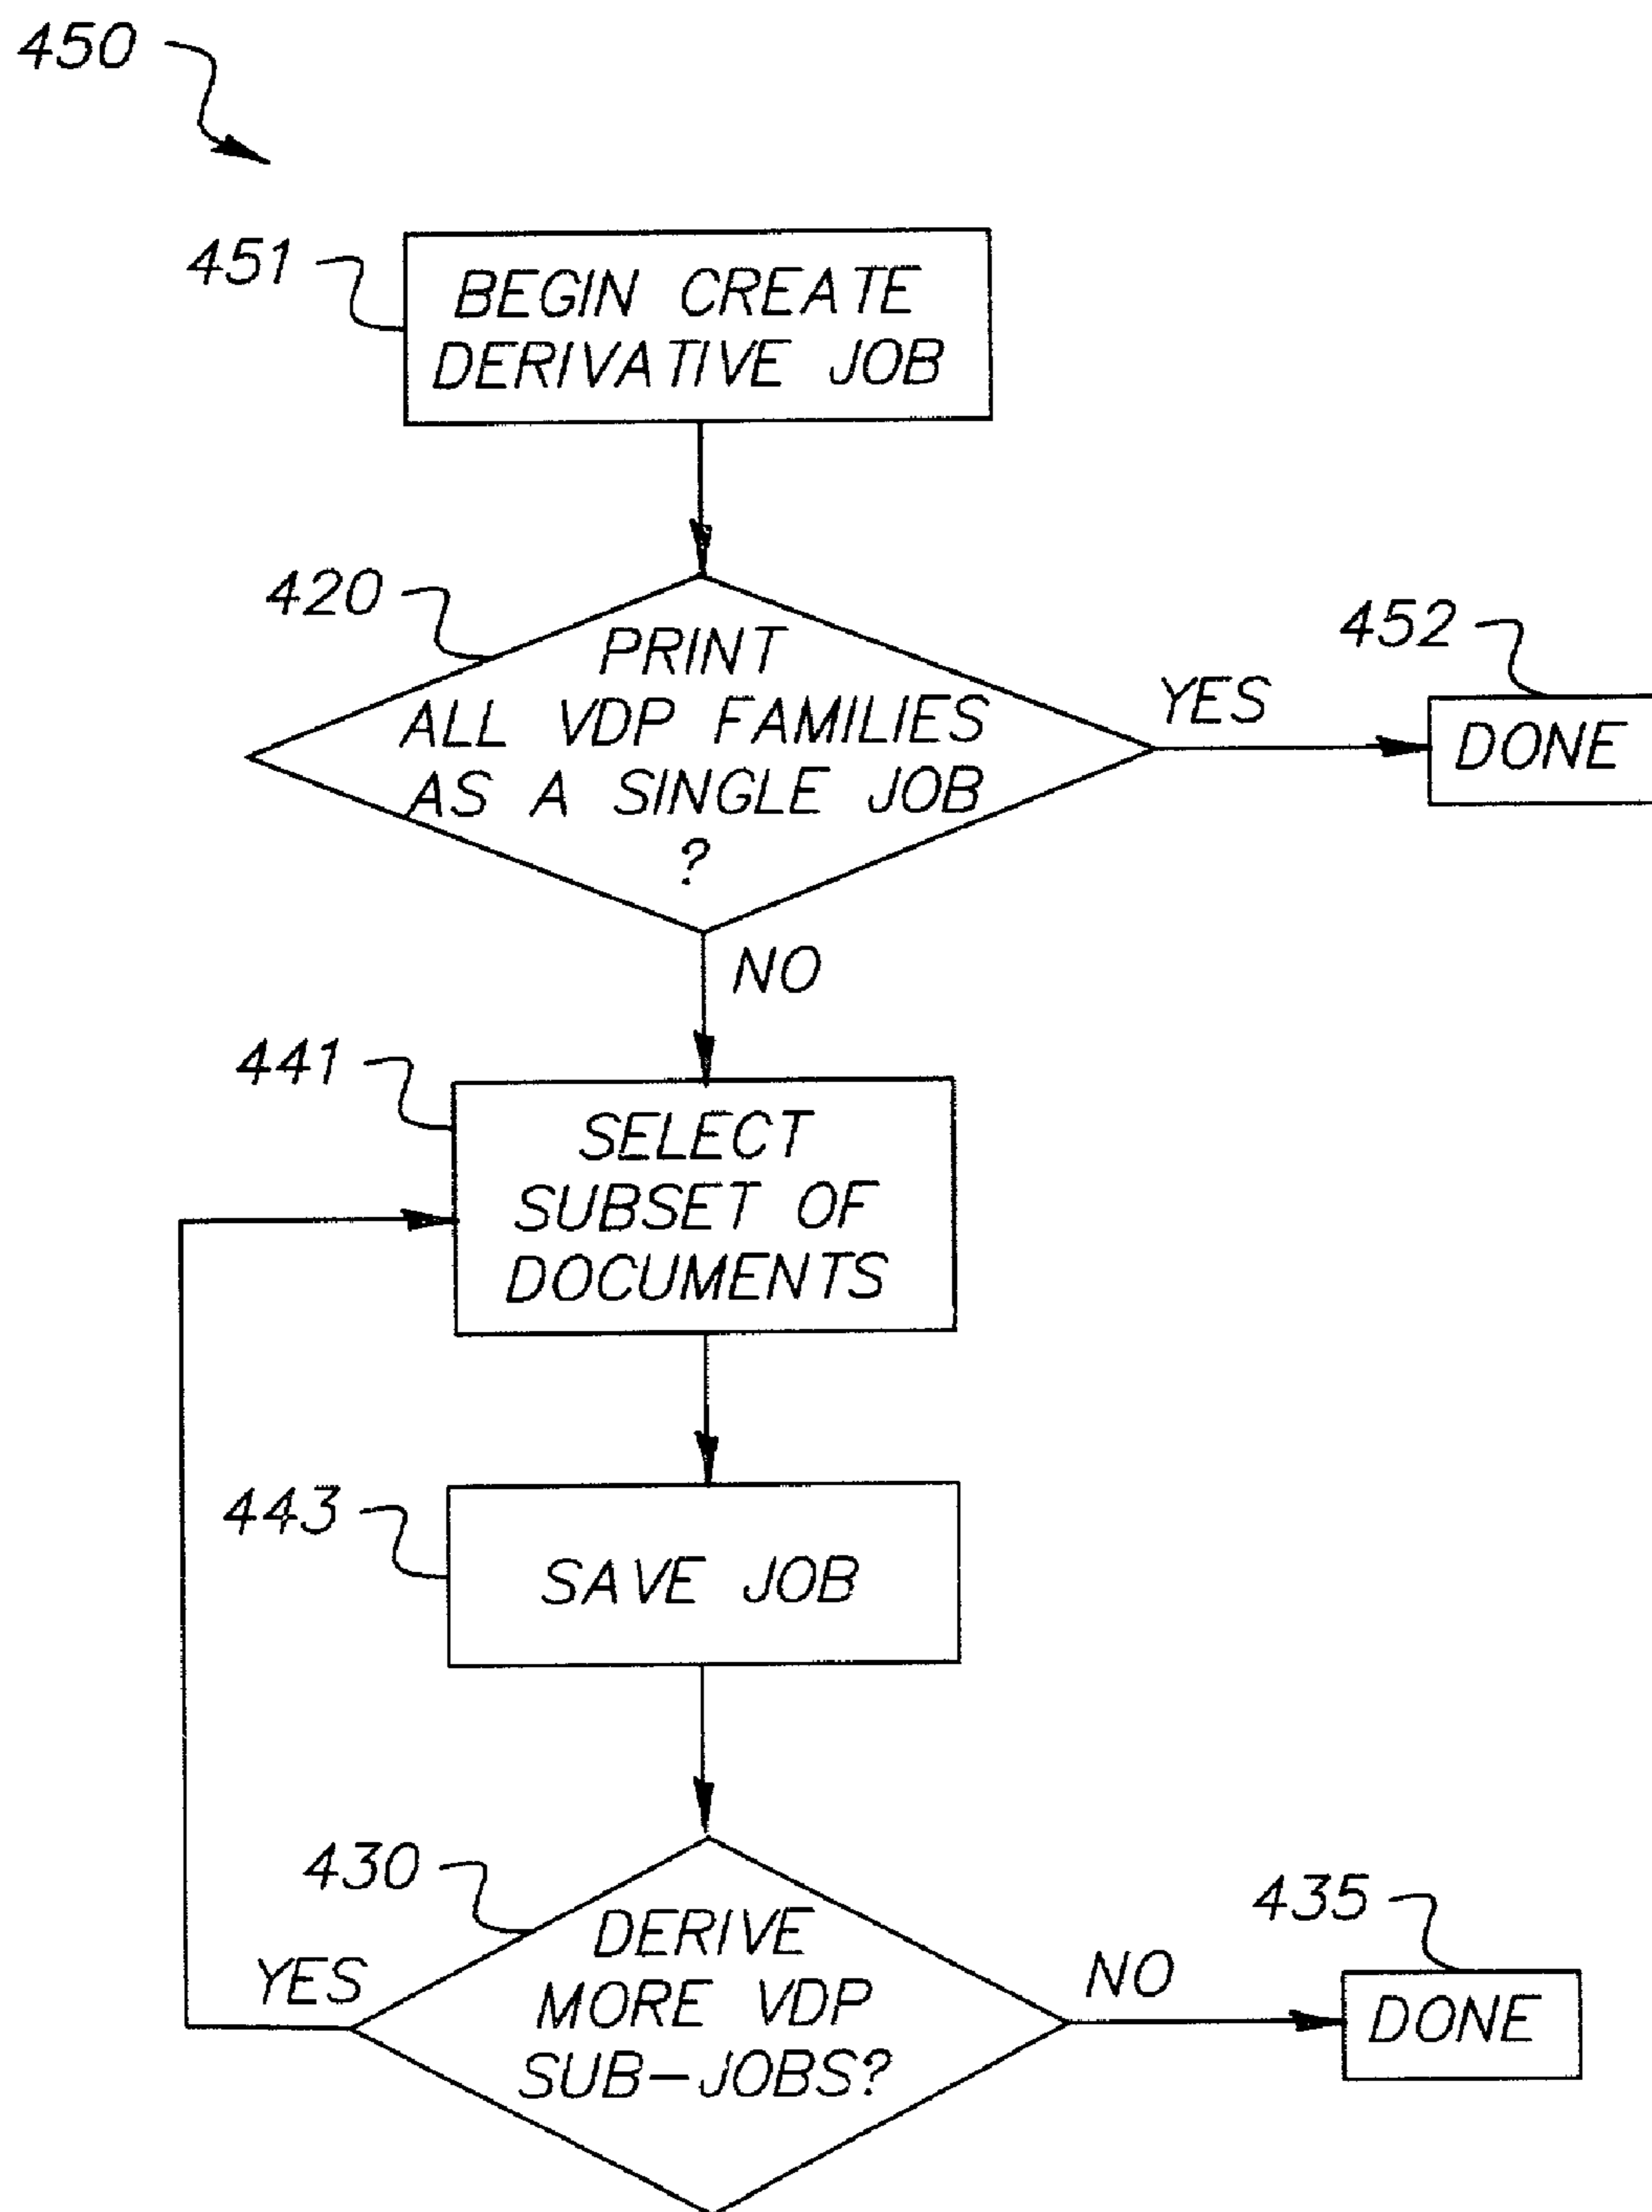 450
451
BEGIN CREATE
DERIVATIVE JOB
420
PRINT
ALL VDP FAMILIES
AS A SINGLE JOB
?
YES
452
DONE
NO
441
SELECT
SUBSET OF
DOCUMENTS
443
SAVE JOB
430
DERIVE
MORE VDP
SUB-JOBS?
YES
NO
435
DONE